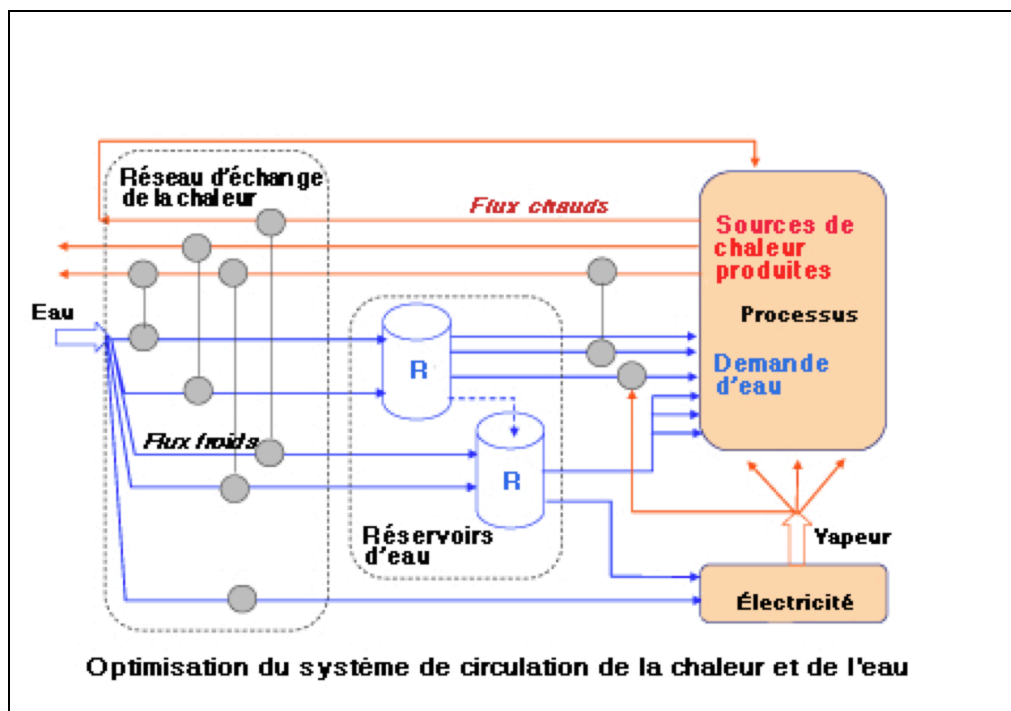 Réseau d'échange
de la chaleur
Flux chauds
Sources de
chaleur
produites
Eau
Processus
R
Demande
d'eau
Flux froids
R
Réservoirs
d'eau
Vapeur
Électricité
Optimisation du système de circulation de la chaleur et de l'eau